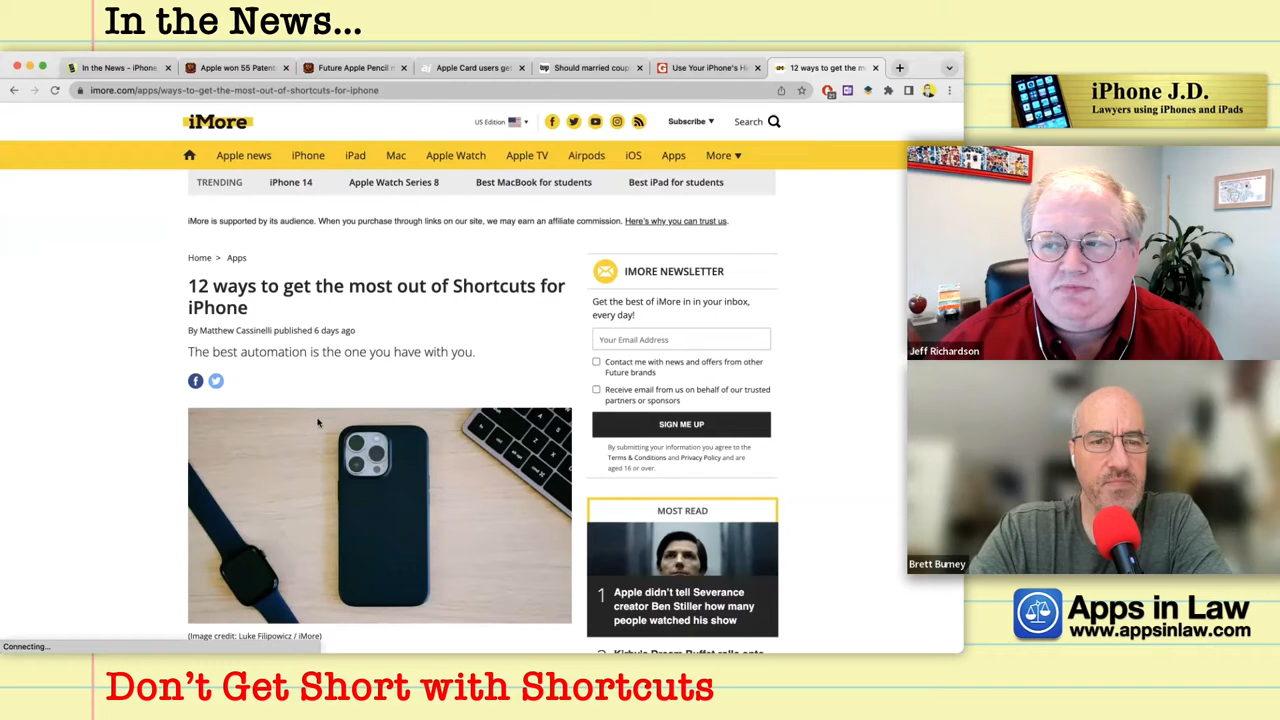 In the News...
In the News - iPhone
Apple won 55 Patent
Future Apple Pencil m
Apple Card users ge
Should married coup
Use Your iPhone's Hi
12 ways to get the m
imore.com/apps/ways-to-get-the-most-out-of-shortcuts-for-iphone
21
iPhone J.D.
Lawyers using iPhones and iPads
iMore
US Edition
Subscribe
Search
Apple news
iPhone
iPad
Mac
Apple Watch
Apple TV
Airpods
iOS
Apps
More
TRENDING
iPhone 14
Apple Watch Series 8
Best MacBook for students
Best iPad for students
iMore is supported by its audience. When you purchase through links on our site, we may earn an affiliate commission. Here's why you can trust us.
Home > Apps
12 ways to get the most out of Shortcuts for
iPhone
By Matthew Cassinelli published 6 days ago
The best automation is the one you have with you.
(Image credit: Luke Filipowicz / iMore)
IMORE NEWSLETTER
Get the best of iMore in in your inbox,
every day!
Your Email Address
Contact me with news and offers from other
Future brands
Receive email from us on behalf of our trusted
partners or sponsors
SIGN ME UP
By submitting your information you agree to the
Terms & Conditions and Privacy Policy and are
aged 16 or over.
MOST READ
1
Apple didn't tell Severance
creator Ben Stiller how many
people watched his show
Connecting...
Jeff Richardson
Brett Burney
Apps in Law
www.appsinlaw.com
Don't Get Short with Shortcuts